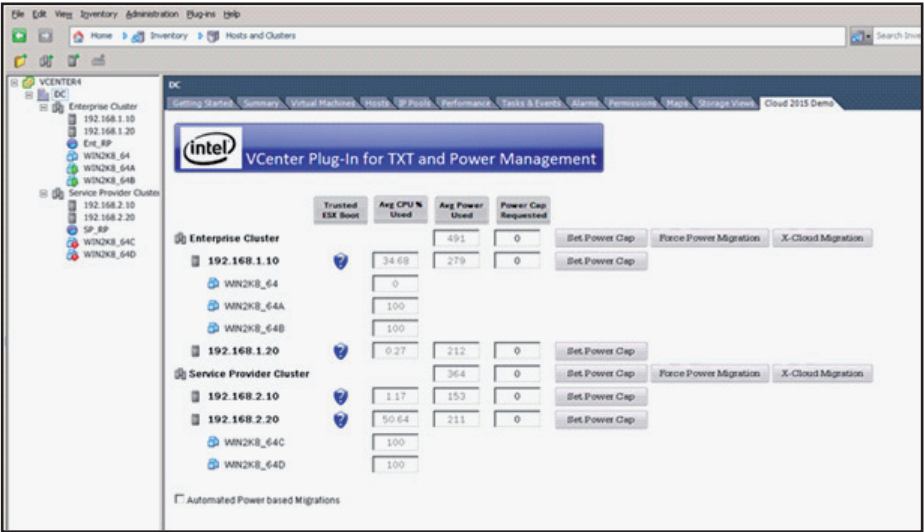 File Edit View Inventory Administration Plug-ins Help
Home Inventory Hosts and Clusters Search Inve
VCENTER4
DC
Enterprise Cluster
192.168.1.10
192.168.1.20
Ent_RP
WIN2K8_64
WIN2K8_64A
WIN2K8_64B
Service Provider Cluster
192.168.2.10
192.168.2.20
SP_RP
WIN2K8_64C
WIN2K8_64D
DC
Getting Started Summary Virtual Machines Hosts IP Pools Performance Tasks & Events Alarms Permissions Maps Storage Views Cloud 2015 Demo
intel VCenter Plug-In for TXT and Power Management
Trusted ESX Boot Avg CPU % Used Avg Power Used Power Cap Requested
Enterprise Cluster 491 0 Set Power Cap Force Power Migration X-Cloud Migration
192.168.1.10 34.68 279 0 Set Power Cap
WIN2K8_64 0
WIN2K8_64A 100
WIN2K8_64B 100
192.168.1.20 0.27 212 0 Set Power Cap
Service Provider Cluster 364 0 Set Power Cap Force Power Migration X-Cloud Migration
192.168.2.10 1.17 153 0 Set Power Cap
192.168.2.20 50.64 211 0 Set Power Cap
WIN2K8_64C 100
WIN2K8_64D 100
Automated Power based Migrations